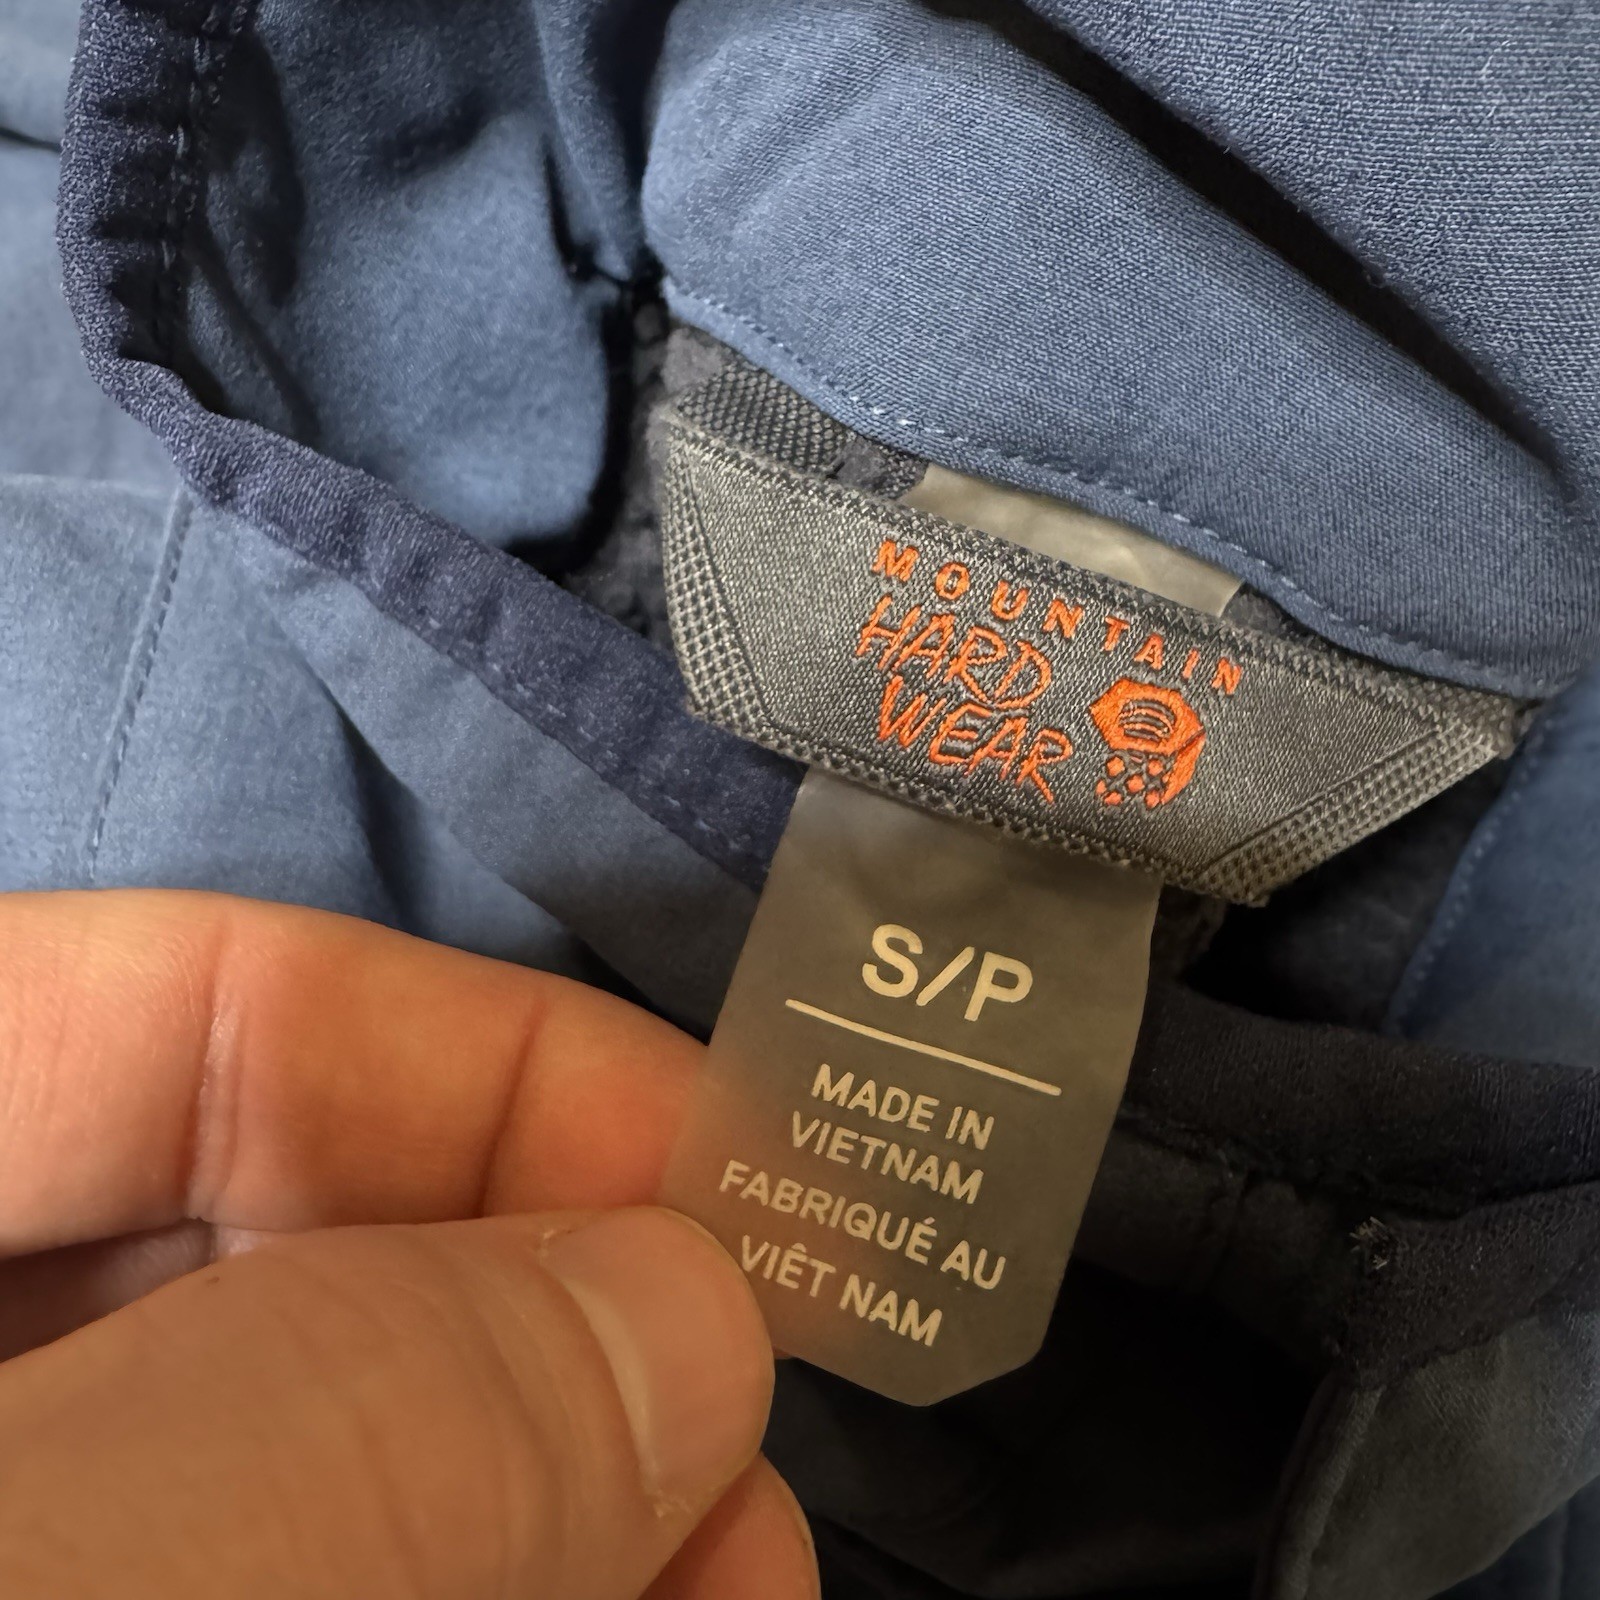 MOUNTAIN
HARD
WEAR
S/P
MADE IN
VIETNAM
FABRIQUÉ AU
VIÊT NAM